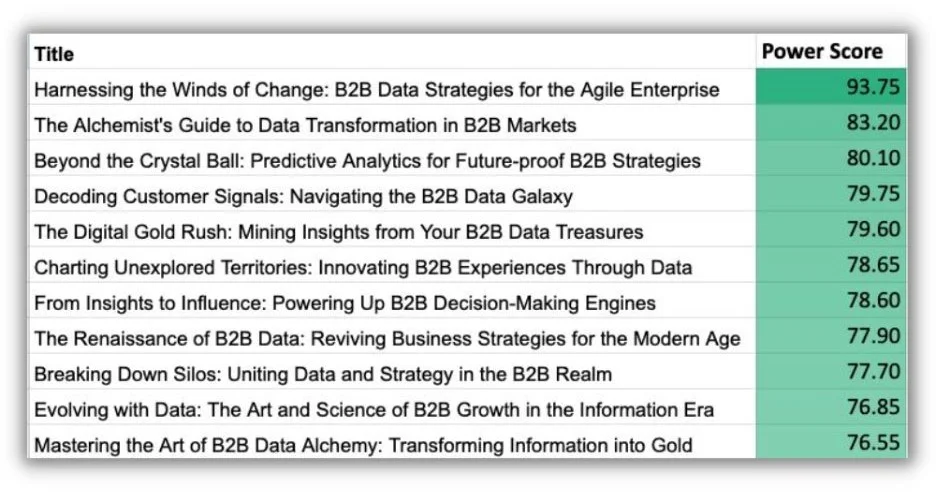 Title Power Score
Harnessing the Winds of Change: B2B Data Strategies for the Agile Enterprise 93.75
The Alchemist's Guide to Data Transformation in B2B Markets 83.20
Beyond the Crystal Ball: Predictive Analytics for Future-proof B2B Strategies 80.10
Decoding Customer Signals: Navigating the B2B Data Galaxy 79.75
The Digital Gold Rush: Mining Insights from Your B2B Data Treasures 79.60
Charting Unexplored Territories: Innovating B2B Experiences Through Data 78.65
From Insights to Influence: Powering Up B2B Decision-Making Engines 78.60
The Renaissance of B2B Data: Reviving Business Strategies for the Modern Age 77.90
Breaking Down Silos: Uniting Data and Strategy in the B2B Realm 77.70
Evolving with Data: The Art and Science of B2B Growth in the Information Era 76.85
Mastering the Art of B2B Data Alchemy: Transforming Information into Gold 76.55